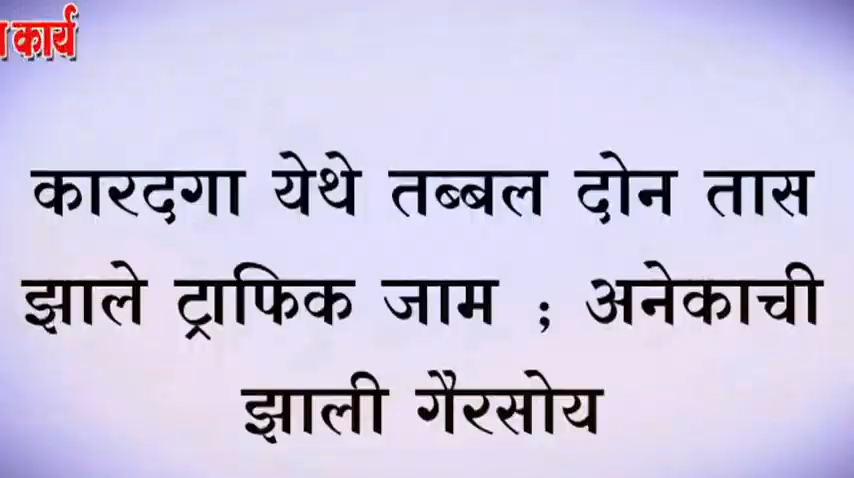 कार्य
कारदगा येथे तब्बल दोन तास
झाले ट्राफिक जाम ; अनेकाची
झाली गैरसोय